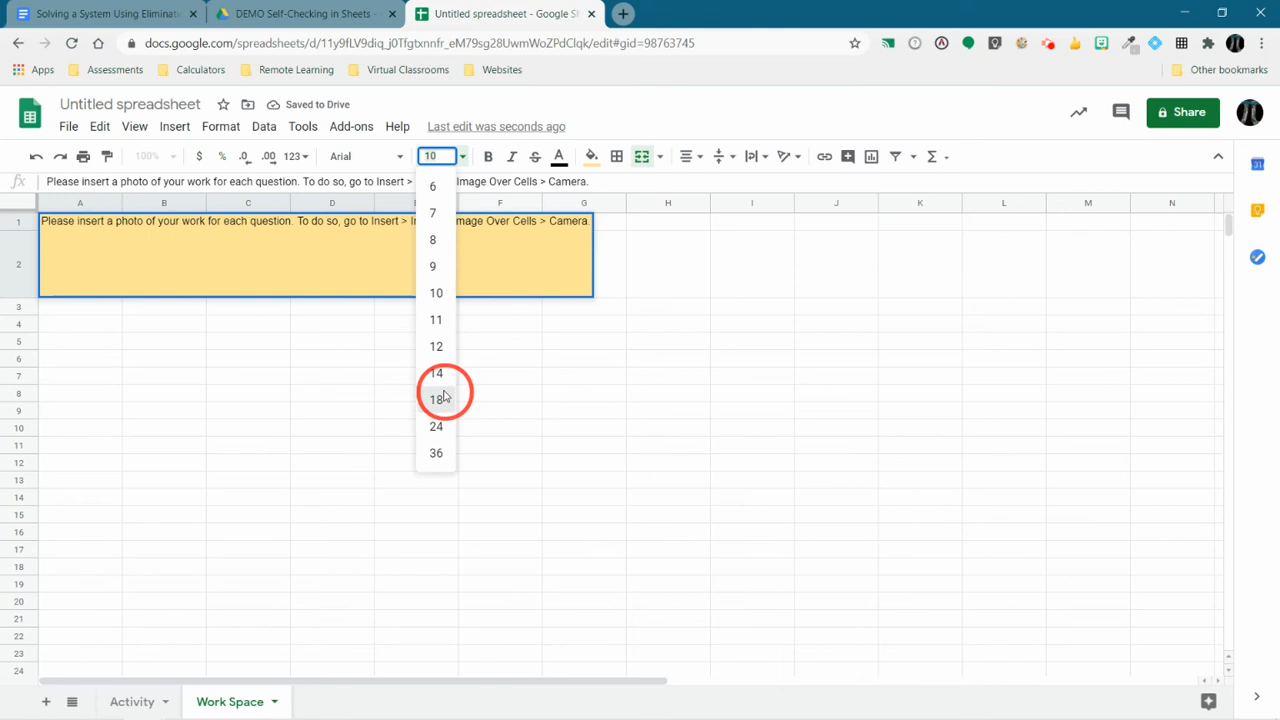 Solving a System Using Eliminati
DEMO Self-Checking in Sheets -
Untitled spreadsheet - Google Sh
docs.google.com/spreadsheets/d/11y9fLV9diq_j0Tfgtxnnfr_eM79sg28UwmWoZPdClqk/edit#gid=98763745
Apps
Assessments
Calculators
Remote Learning
Virtual Classrooms
Websites
Other bookmarks
Untitled spreadsheet
Saved to Drive
Share
File Edit View Insert Format Data Tools Add-ons Help Last edit was seconds ago
100% $ % .0 .00 123 Arial 10 B I S A
fx Please insert a photo of your work for each question. To do so, go to Insert > Image Over Cells > Camera.
A B C D F G H I J K L M N
1 Please insert a photo of your work for each question. To do so, go to Insert > Image Over Cells > Camera.
2
3
4
5
6
7
8
9
10
11
12
13
14
15
16
17
18
19
20
21
22
23
24
6
7
8
9
10
11
12
14
18
24
36
Activity
Work Space